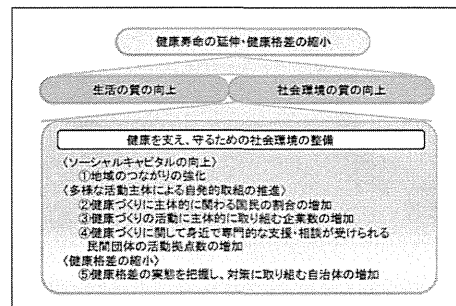 健康寿命の延伸・健康格差の縮小
生活の質の向上
社会環境の質の向上
健康を支え、守るための社会環境の整備
〈ソーシャルキャピタルの向上〉
①地域のつながりの強化
〈多様な活動主体による自発的取組の推進〉
②健康づくりに主体的に関わる国民の割合の増加
③健康づくりの活動に主体的に取り組む企業数の増加
④健康づくりに関して身近で専門的な支援・相談が受けられる
民間団体の活動拠点数の増加
〈健康格差の縮小〉
⑤健康格差の実態を把握し、対策に取り組む自治体の増加